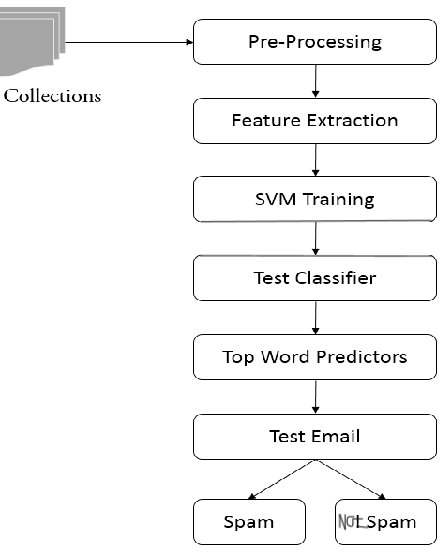 Pre-Processing
Collections
Feature Extraction
SVM Training
Test Classifier
Top Word Predictors
Test Email
Spam
Not Spam